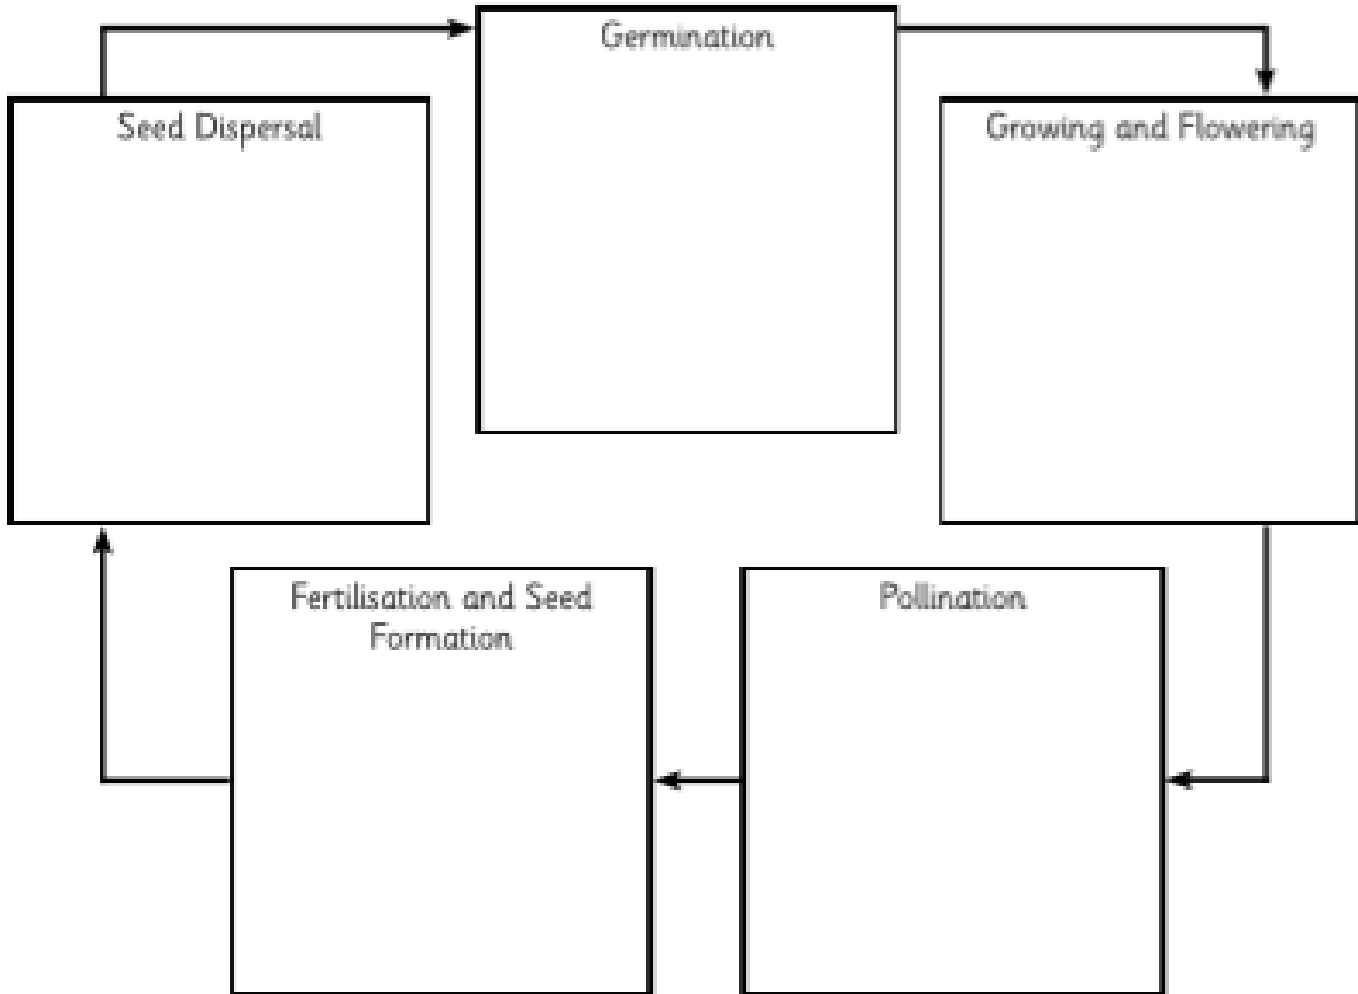 Germination
Seed Dispersal
Growing and Flowering
Fertilisation and Seed
Formation
Pollination